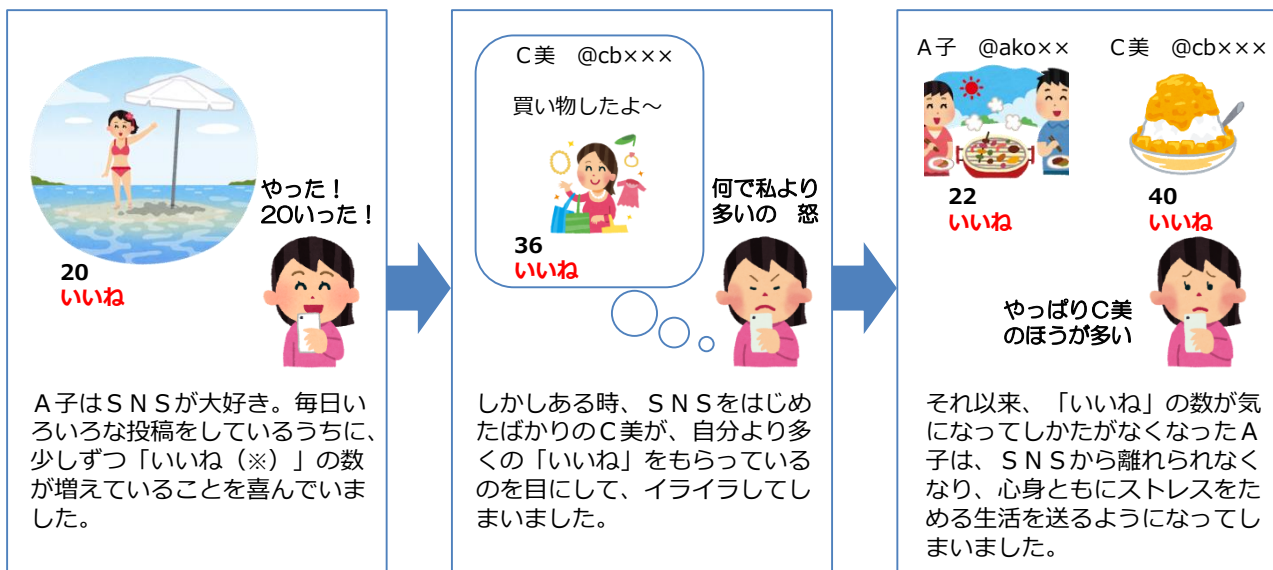 やった！
20いった！
20
いいね
A子はＳＮＳが大好き。毎日い
ろいろな投稿をしているうちに、
少しずつ「いいね（※）」の数
が増えていることを喜んでいま
した。
C美　@cb×××
買い物したよ～
何で私より
多いの　怒
36
いいね
しかしある時、ＳＮＳをはじめ
たばかりのC美が、自分より多
くの「いいね」をもらっている
のを目にして、イライラしてし
まいました。
A子　@ako××　C美　@cb×××
22　40
いいね　いいね
やっぱりC美
のほうが多い
それ以来、「いいね」の数が気
になってしかたがなくなったA
子は、ＳＮＳから離れられなく
なり、心身ともにストレスをた
める生活を送るようになってし
まいました。